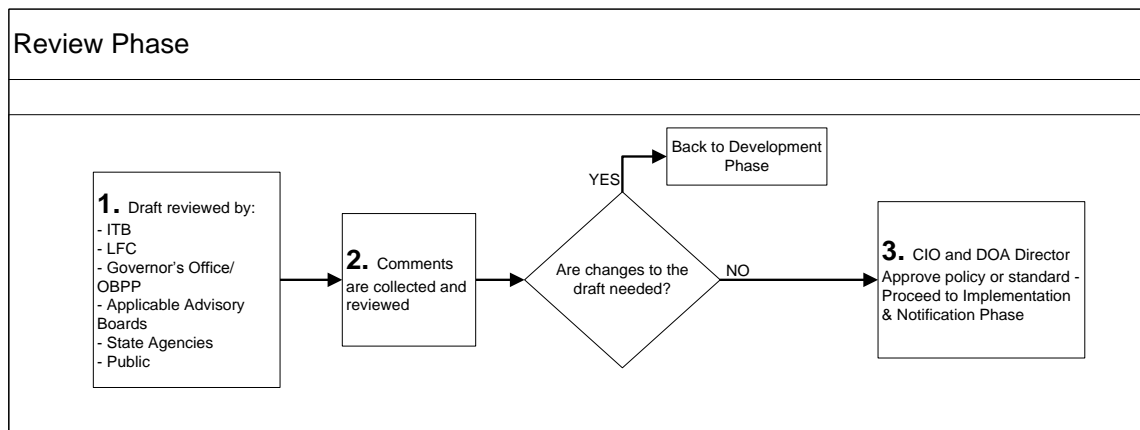 Review Phase
1. Draft reviewed by:
- ITB
- LFC
- Governor's Office/
OBPP
- Applicable Advisory
Boards
- State Agencies
- Public
2. Comments
are collected and
reviewed
Are changes to the
draft needed?
YES
Back to Development
Phase
NO
3. CIO and DOA Director
Approve policy or standard -
Proceed to Implementation
& Notification Phase